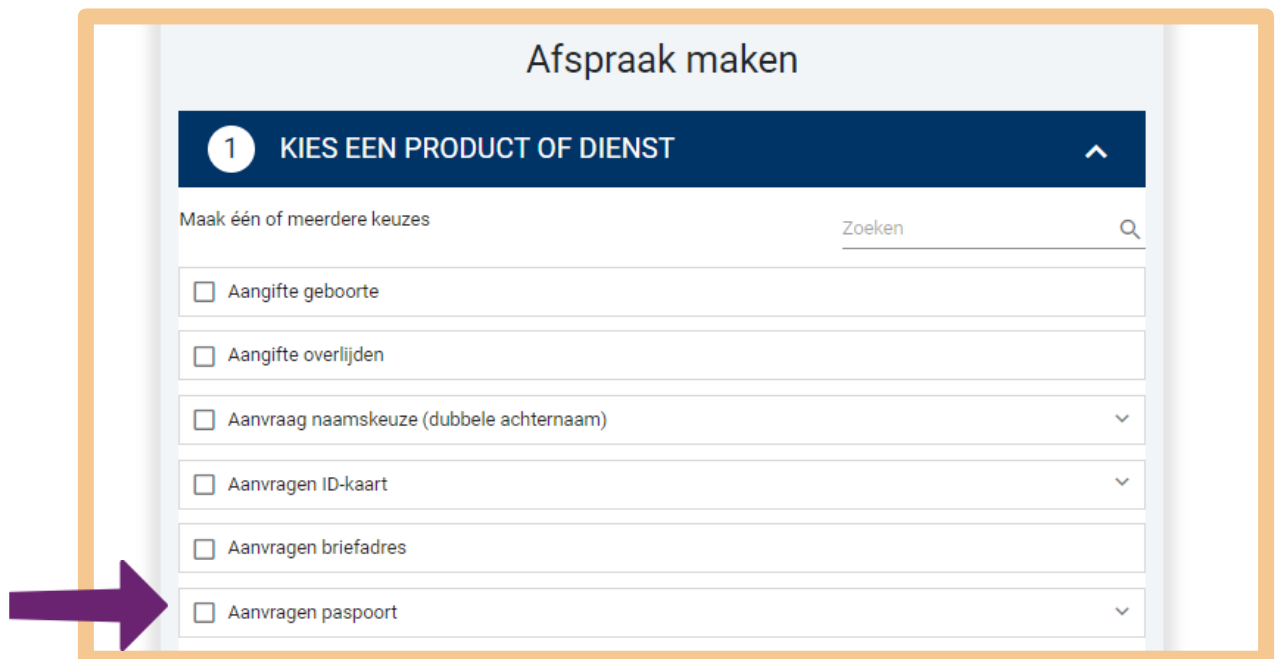 Afspraak maken
1 KIES EEN PRODUCT OF DIENST
Maak één of meerdere keuzes
Zoeken
Aangifte geboorte
Aangifte overlijden
Aanvraag naamskeuze (dubbele achternaam)
Aanvragen ID-kaart
Aanvragen briefadres
Aanvragen paspoort